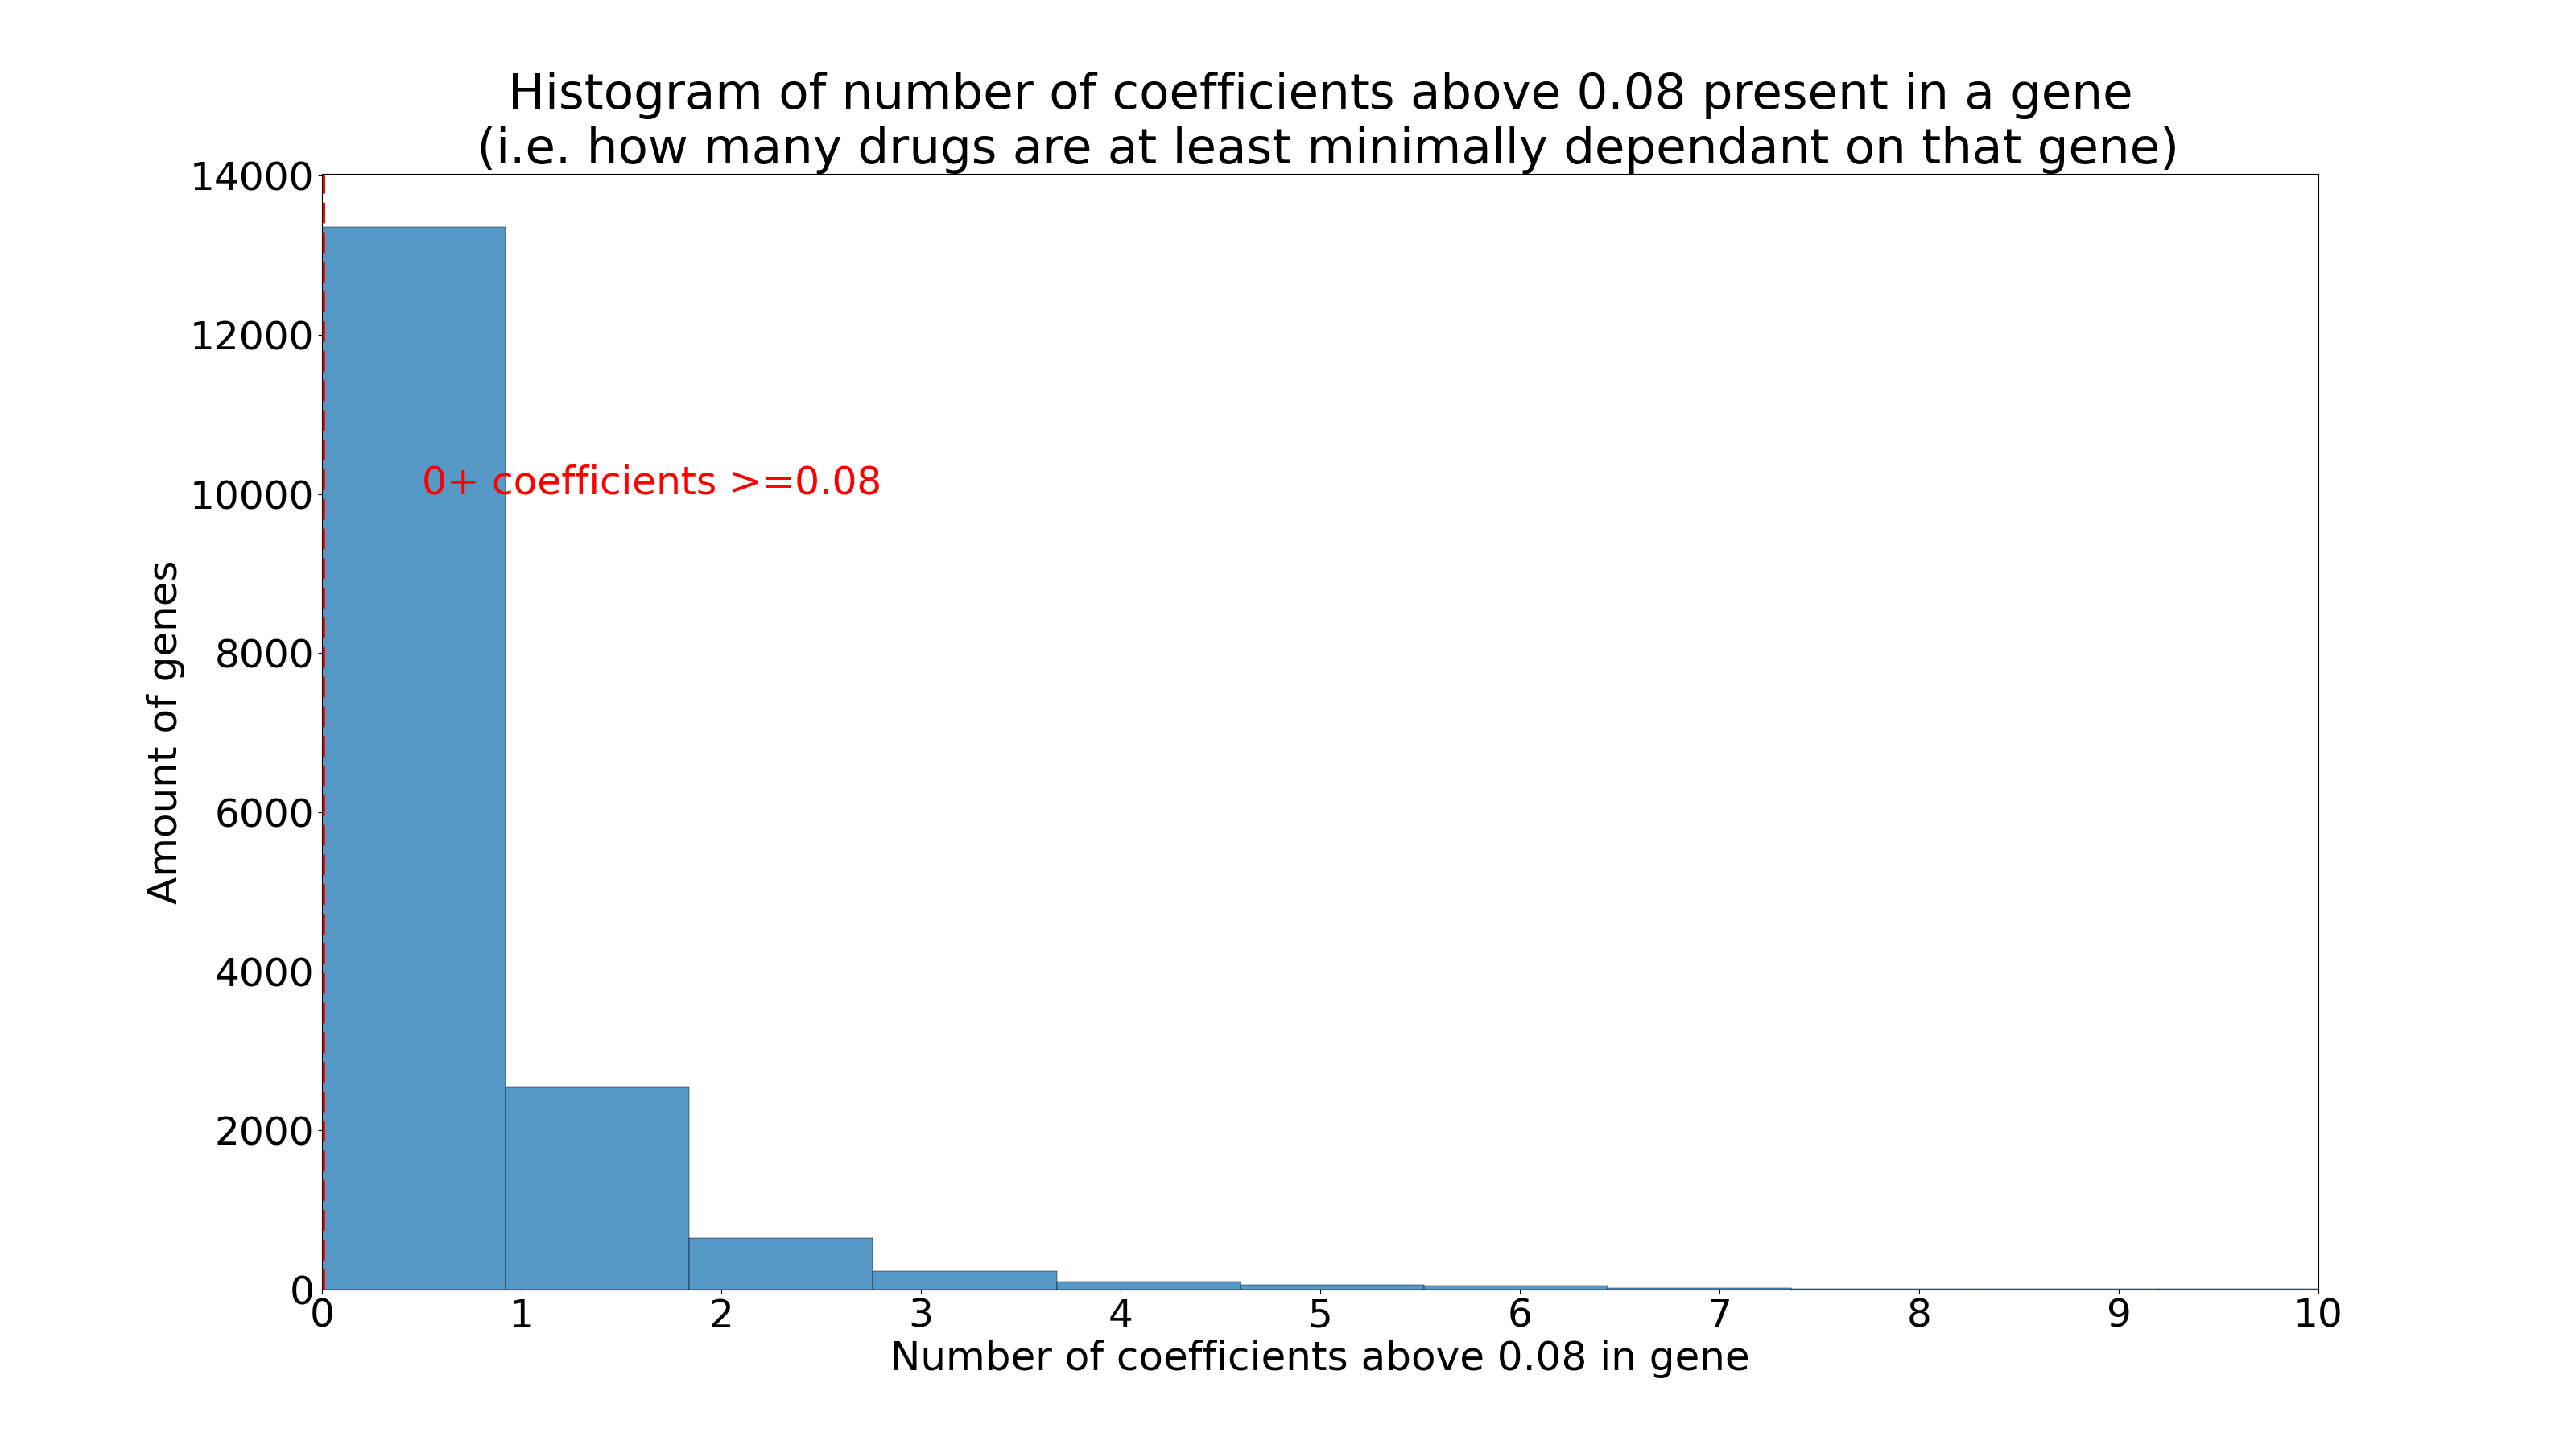 Histogram of number of coefficients above 0.08 present in a gene
(i.e. how many drugs are at least minimally dependant on that gene)
14000
12000
10000
8000
6000
4000
2000
0
Amount of genes
0+ coefficients >=0.08
0 1 2 3 4 5 6 7 8 9 10
Number of coefficients above 0.08 in gene